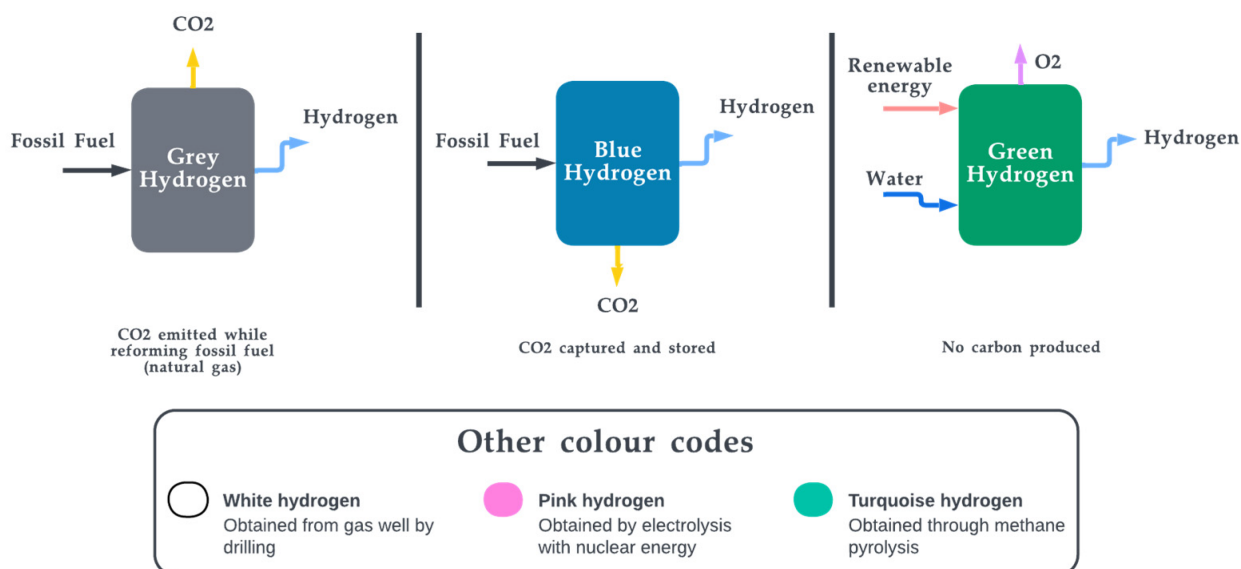 CO2
Fossil Fuel
Grey
Hydrogen
Hydrogen
CO2 emitted while
reforming fossil fuel
(natural gas)
Fossil Fuel
Blue
Hydrogen
Hydrogen
CO2
CO2 captured and stored
Renewable
energy
O2
Water
Green
Hydrogen
Hydrogen
No carbon produced
Other colour codes
White hydrogen
Obtained from gas well by
drilling
Pink hydrogen
Obtained by electrolysis
with nuclear energy
Turquoise hydrogen
Obtained through methane
pyrolysis